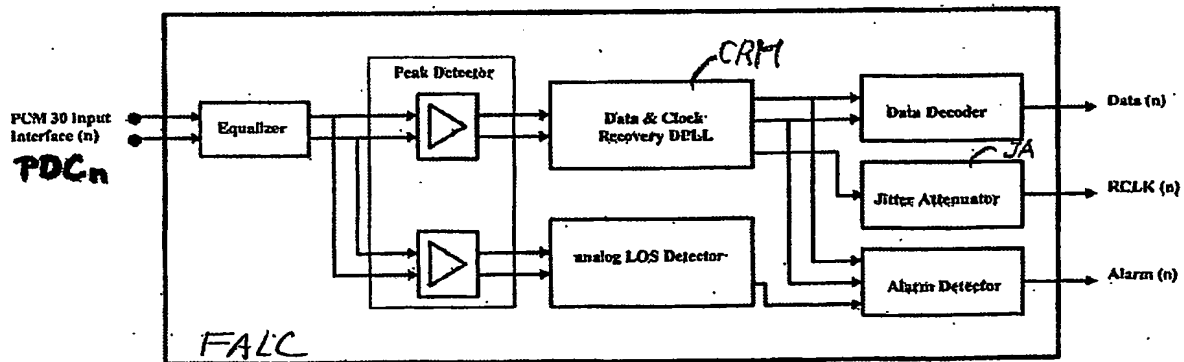 CRM
Peak Detector
PCM 30 Input
Interface (n)
PDCn
Equalizer
Data & Clock
Recovery DPLL
Data Decoder
Data (n)
JA
Jitter Attenuator
RCLK (n)
analog LOS Detector
Alarm Detector
Alarm (n)
FALC